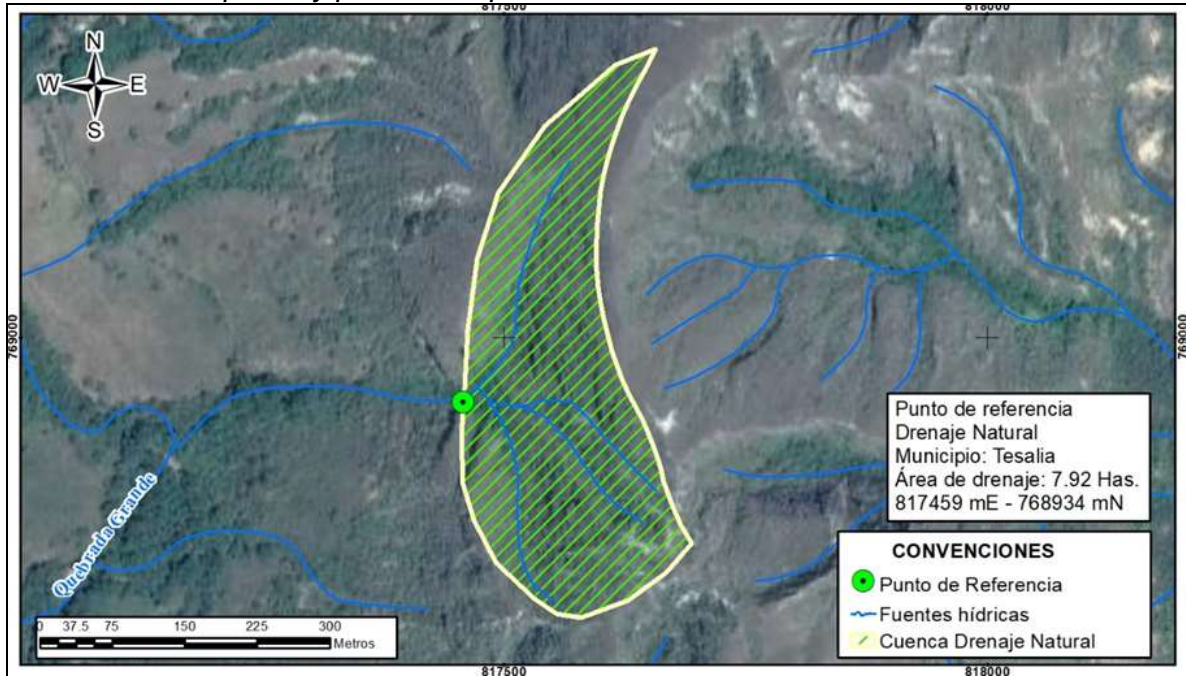 817500
818000
N
W
E
S
769000
769000
Punto de referencia
Drenaje Natural
Municipio: Tesalia
Área de drenaje: 7.92 Has.
817459 mE - 768934 mN
Quebrada Grande
CONVENCIONES
Punto de Referencia
Fuentes hídricas
Cuenca Drenaje Natural
0 37.5 75 150 225 300
Metros
817500
818000